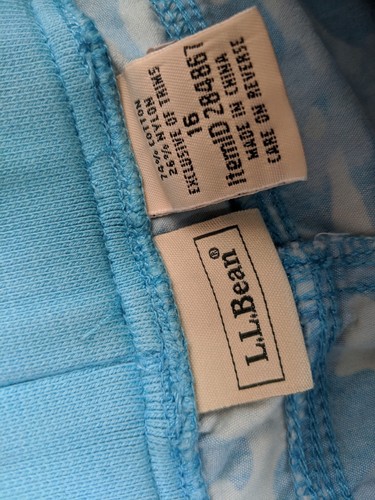 74% COTTON
26% NYLON
EXCLUSIVE OF TRIMS
16
itemID 284867
MADE IN CHINA
CARE ON REVERSE
L.L.Bean®